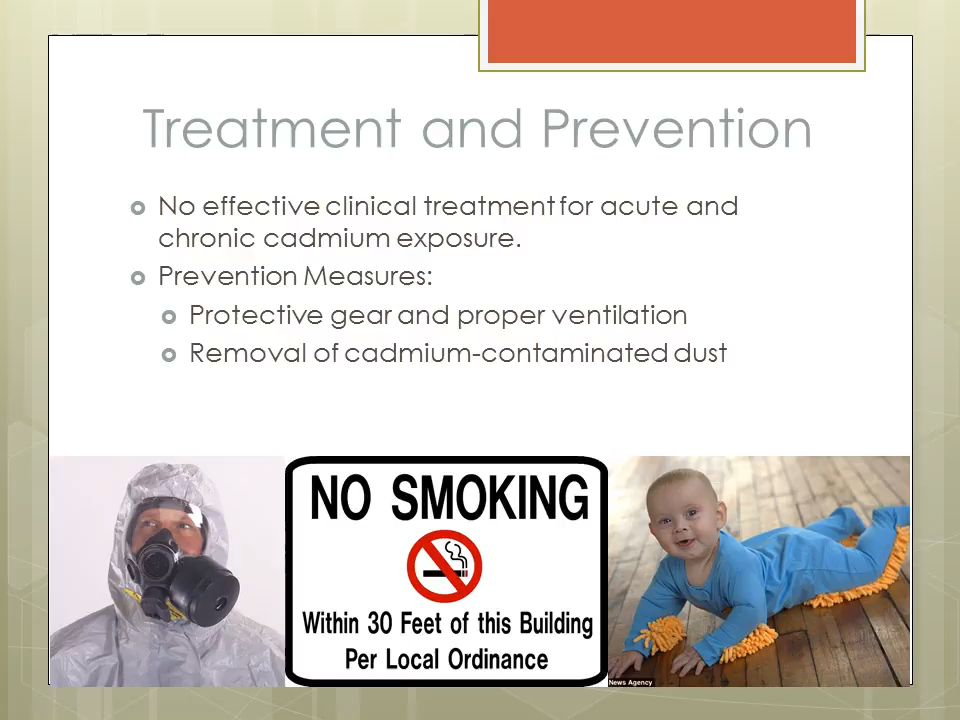 Treatment and Prevention
No effective clinical treatment for acute and
chronic cadmium exposure.
Prevention Measures:
Protective gear and proper ventilation
Removal of cadmium-contaminated dust
NO SMOKING
Within 30 Feet of this Building
Per Local Ordinance
News Agency